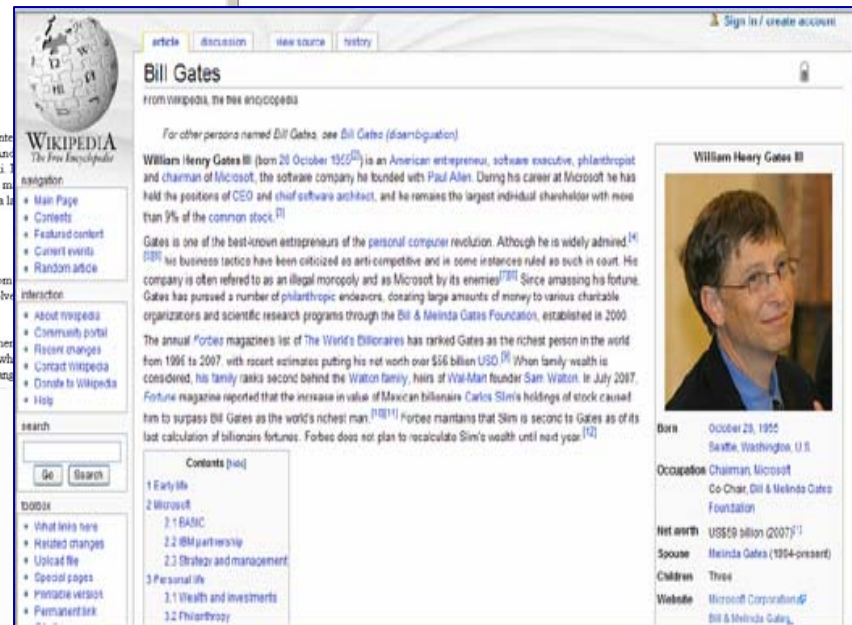 Sign in / create account
article discussion view source history
Bill Gates
From Wikipedia, the free encyclopedia
For other persons named Bill Gates, see Bill Gates (disambiguation).
William Henry Gates III (born 28 October 1955[2]) is an American entrepreneur, software executive, philanthropist
and chairman of Microsoft, the software company he founded with Paul Allen. During his career at Microsoft he has
held the positions of CEO and chief software architect, and he remains the largest individual shareholder with more
than 9% of the common stock.[3]
Gates is one of the best-known entrepreneurs of the personal computer revolution. Although he is widely admired,[4]
[5][6] his business tactics have been criticized as anti-competitive and in some instances ruled as such in court. His
company is often refered to as an illegal monopoly and as Microsoft by its enemies[7][8] Since amassing his fortune,
Gates has pursued a number of philanthropic endeavors, donating large amounts of money to various charitable
organizations and scientific research programs through the Bill & Melinda Gates Foundation, established in 2000.
The annual Forbes magazine's list of The World's Billionaires has ranked Gates as the richest person in the world
from 1995 to 2007, with recent estimates putting his net worth over $56 billion USD.[9] When family wealth is
considered, his family ranks second behind the Walton family, heirs of Wal-Mart founder Sam Walton. In July 2007,
Fortune magazine reported that the increase in value of Mexican billionaire Carlos Slim's holdings of stock caused
him to surpass Bill Gates as the world's richest man.[10][11] Forbes maintains that Slim is second to Gates as of its
last calculation of billionaire fortunes. Forbes does not plan to recalculate Slim's wealth until next year.[12]
Contents [hide]
1 Early life
2 Microsoft
2.1 BASIC
2.2 IBM partnership
2.3 Strategy and management
3 Personal life
3.1 Wealth and investments
3.2 Philanthropy
William Henry Gates III
Born October 28, 1955
Seattle, Washington, U.S.
Occupation Chairman, Microsoft
Co-Chair, Bill & Melinda Gates
Foundation
Net worth US$59 billion (2007)[1]
Spouse Melinda Gates (1994-present)
Children Three
Website Microsoft Corporation
Bill & Melinda Gates
WIKIPEDIA
The Free Encyclopedia
navigation
Main Page
Contents
Featured content
Current events
Random article
interaction
About Wikipedia
Community portal
Recent changes
Contact Wikipedia
Donate to Wikipedia
Help
search
Go Search
toolbox
What links here
Related changes
Upload file
Special pages
Printable version
Permanent link